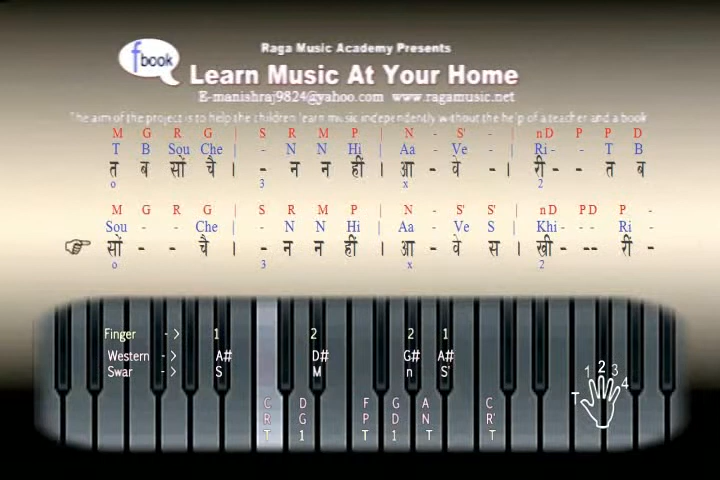 fbook
Raga Music Academy Presents
Learn Music At Your Home
E-manishraj9824@yahoo.com www.ragamusic.net
The aim of the project is to help the children learn music independently without the help of a teacher and a book
M G R G | S R M P | N - S' - | nD P P D
T B Sou Che | - N N Hi | Aa - Ve - | Ri - - T B
त ब सों चै । - न न हीं । आ - वे - । री - - त ब
o 3 x 2
M G R G | S R M P | N - S' S' | nD PD P -
Sou - - Che | - N N Hi | Aa - Ve S | Khi - - - Ri -
सों - - चै । - न न हीं । आ - वे स । खी - -- रीं -
o 3 x 2
Finger - > 1 2 2 1
Western - > A# D# G# A#
Swar - > S M n S'
1 2 3 4
T
C D F G A C
R G P D N R'
T 1 T 1 T T